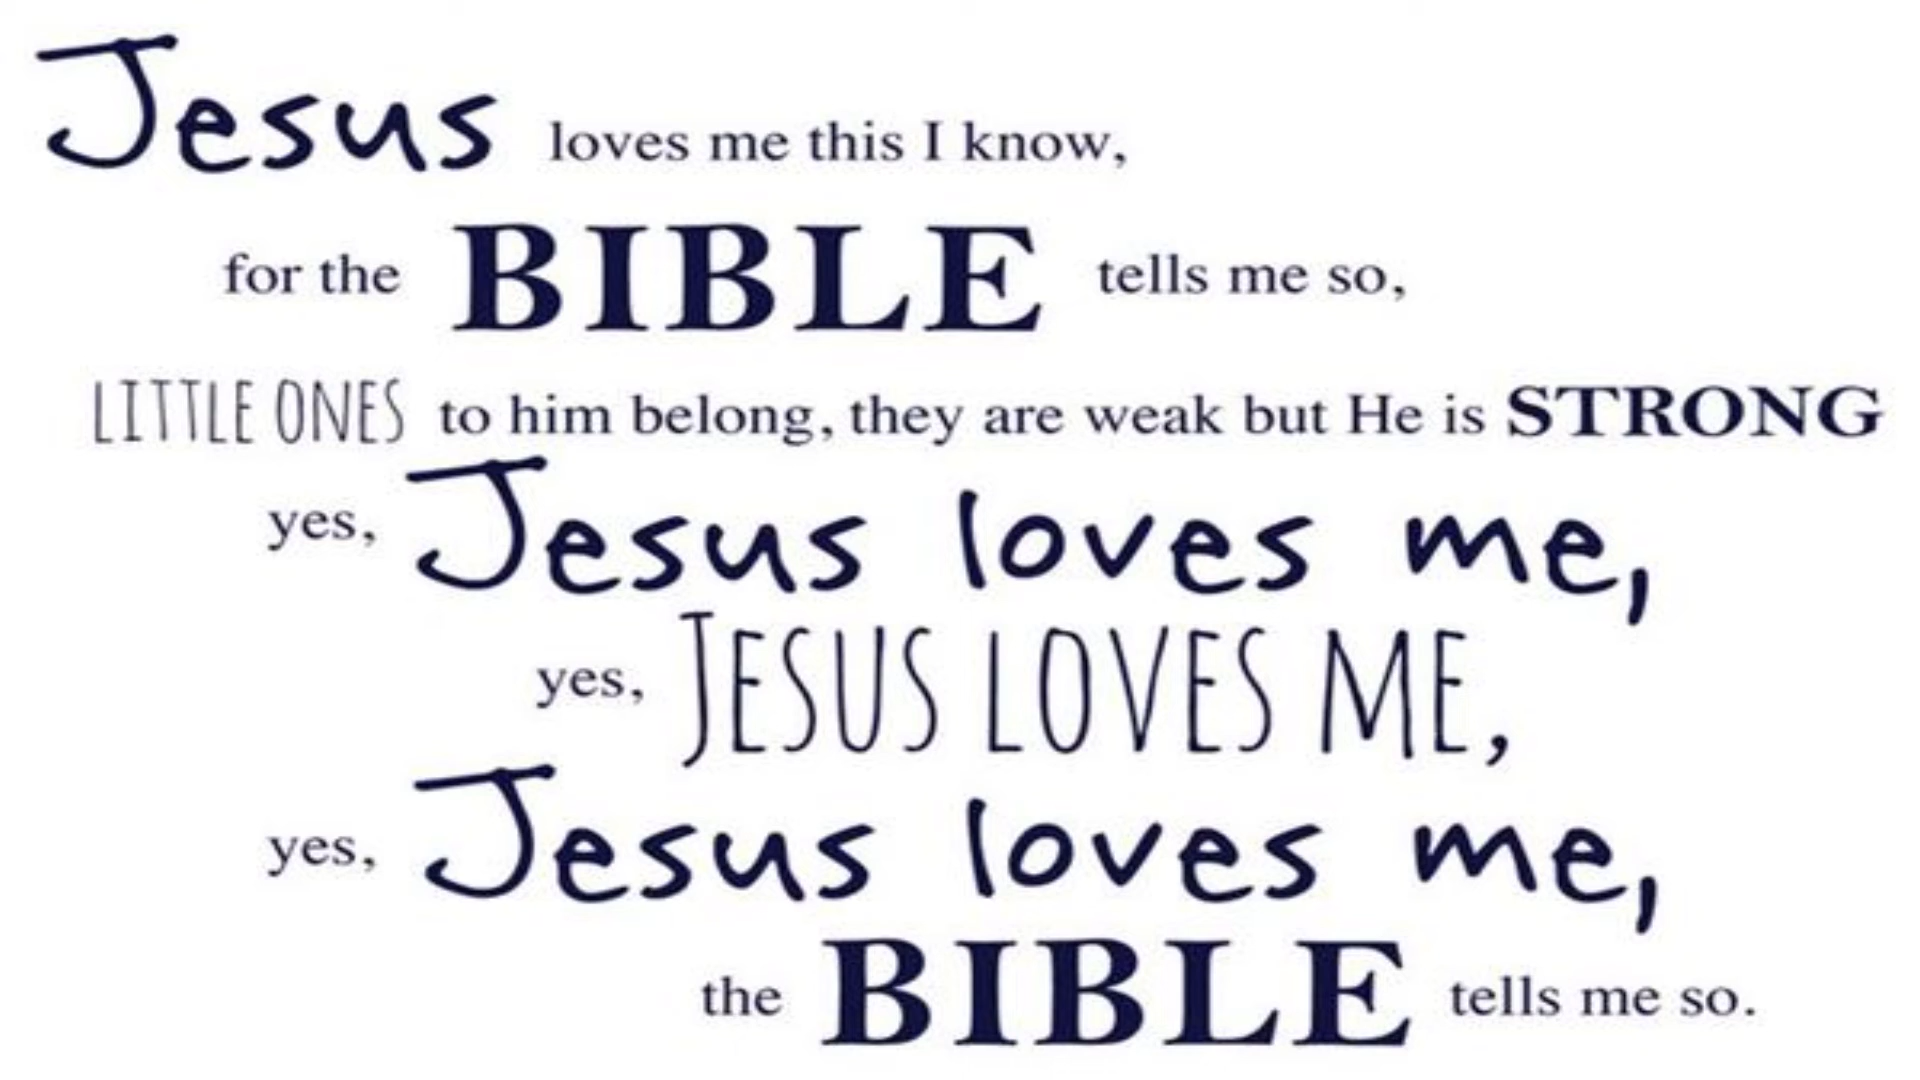 Jesus loves me this I know,
for the BIBLE tells me so,
LITTLE ONES to him belong, they are weak but He is STRONG
yes, Jesus loves me,
yes, JESUS LOVES ME,
yes, Jesus loves me,
the BIBLE tells me so.